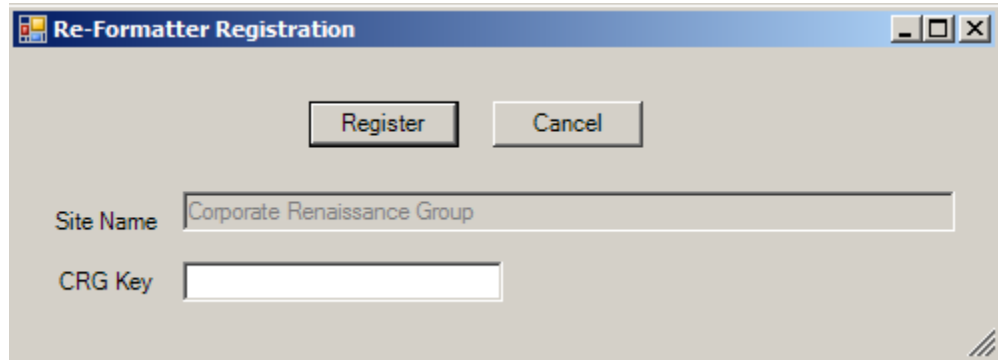 Re-Formatter Registration
Register Cancel
Site Name Corporate Renaissance Group
CRG Key